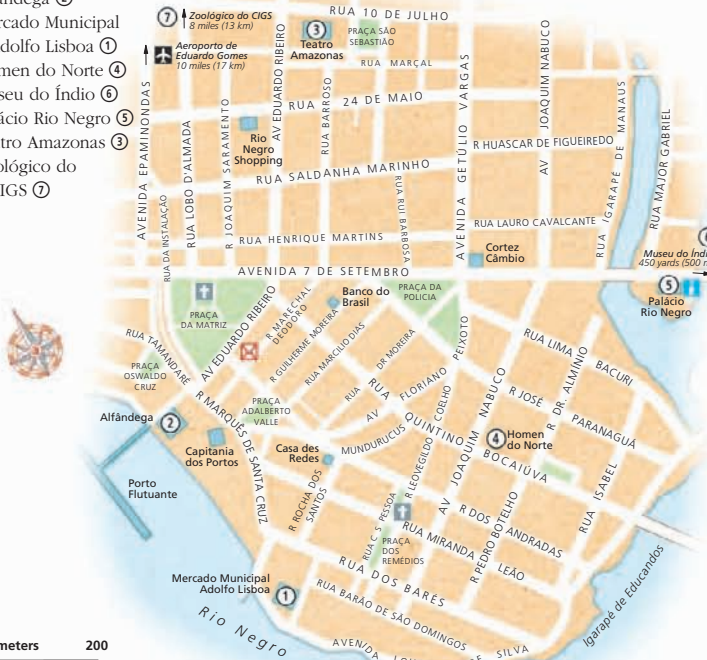 ndega ②
rcado Municipal
dolfo Lisboa ①
men do Norte ④
seu do Índio ⑥
ácio Rio Negro ⑤
tro Amazonas ③
ológico do
IGS ⑦
⑦ Zoológico do CIGS
8 miles (13 km)
Aeroporto de
Eduardo Gomes
10 miles (17 km)
③
Teatro
Amazonas
RUA 10 DE JULHO
PRAÇA SÃO
SEBASTIÃO
RUA MARÇAL
AVENIDA EPAMINONDAS
RUA LOBO D'ALMADA
R JOAQUIM SARAMENTO
AV EDUARDO RIBEIRO
RUA BARROSO
RUA 24 DE MAIO
AVENIDA GETÚLIO VARGAS
AV JOAQUIM NABUCO
RUA IGARAPÉ DE MANAUS
RUA MAJOR GABRIEL
Rio
Negro
Shopping
R HUASCAR DE FIGUEIREDO
RUA SALDANHA MARINHO
RUA RUI BARBOSA
RUA LAURO CAVALCANTE
RUA DA INSTALAÇÃO
RUA HENRIQUE MARTINS
Cortez
Câmbio
AVENIDA 7 DE SETEMBRO
Museu do Índi
450 yards (500 m
⑤
Palácio
Rio Negro
PRAÇA
DA MATRIZ
AV EDUARDO RIBEIRO
R MARECHAL
DEODORO
Banco do
Brasil
PRAÇA DA
POLICIA
R GUILHERME MOREIRA
RUA MARCILIO DIAS
RUA DR MOREIRA
AV FLORIANO PEIXOTO
RUA LIMA BACURI
RUA TAMANDARÉ
PRAÇA
OSWALDO
CRUZ
R DR. ALMINIO
R JOSÉ PARANAGUÁ
PRAÇA
ADALBERTO
VALLE
RUA QUINTINO BOCAIÚVA
R LEOVEGILDO COELHO
AV JOAQUIM NABUCO
Alfândega
②
R MARQUÊS DE SANTA CRUZ
Capitania
dos Portos
Casa das
Redes
MUNDURUCUS
④ Homen
do Norte
RUA ISABEL
Porto
Flutuante
R ROCHA DOS
SANTOS
RUA C S PESSOA
PRAÇA
DOS
REMÉDIOS
R DOS ANDRADAS
RUA MIRANDA LEÃO
R PEDRO BOTELHO
Mercado Municipal
Adolfo Lisboa
①
RUA DOS BARÉS
RUA BARÃO DE SÃO DOMINGOS
Igarapé de Educandos
Rio Negro
meters 200
SILVA